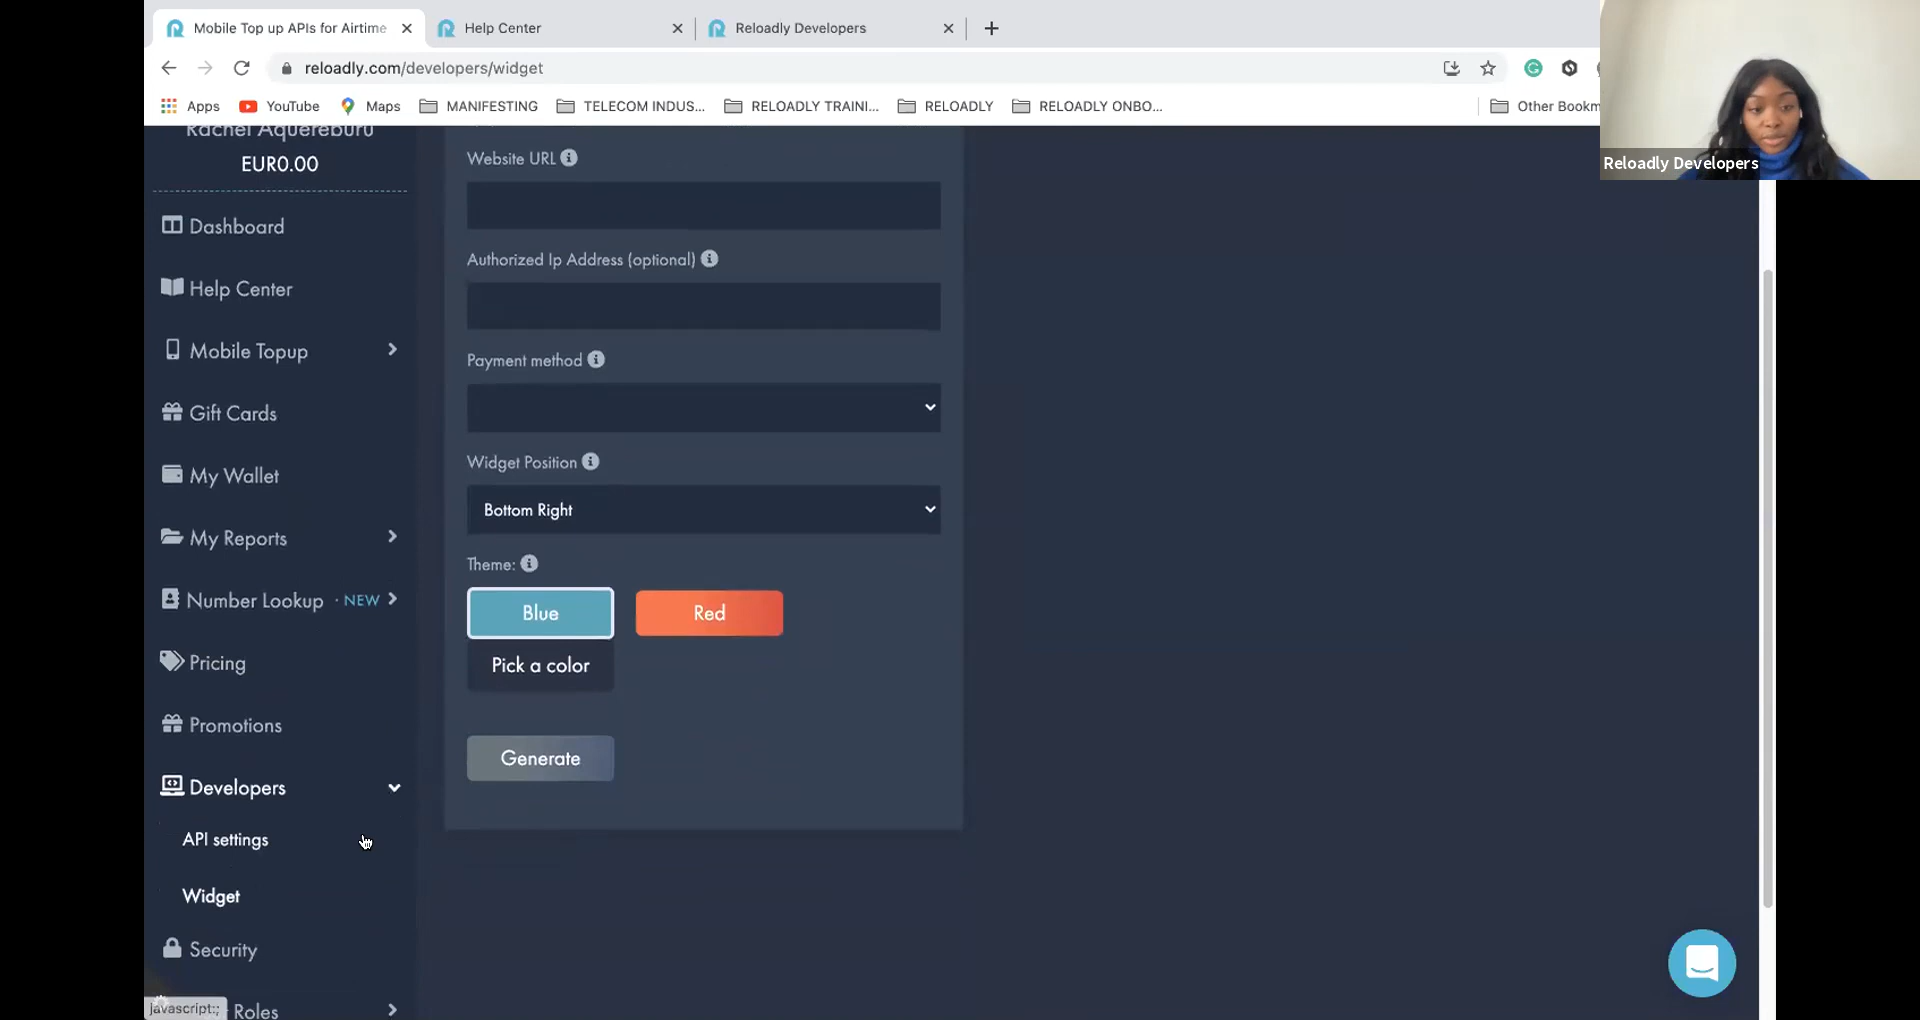 Mobile Top up APIs for Airtime
Help Center
Reloadly Developers
reloadly.com/developers/widget
Apps
YouTube
Maps
MANIFESTING
TELECOM INDUS...
RELOADLY TRAINI...
RELOADLY
RELOADLY ONBO...
Other Bookm
Reloadly Developers
Rachel Aquereburu
EUR0.00
Dashboard
Help Center
Mobile Topup
Gift Cards
My Wallet
My Reports
Number Lookup · NEW
Pricing
Promotions
Developers
API settings
Widget
Security
Roles
javascript:;
Website URL
Authorized Ip Address (optional)
Payment method
Widget Position
Bottom Right
Theme:
Blue
Red
Pick a color
Generate